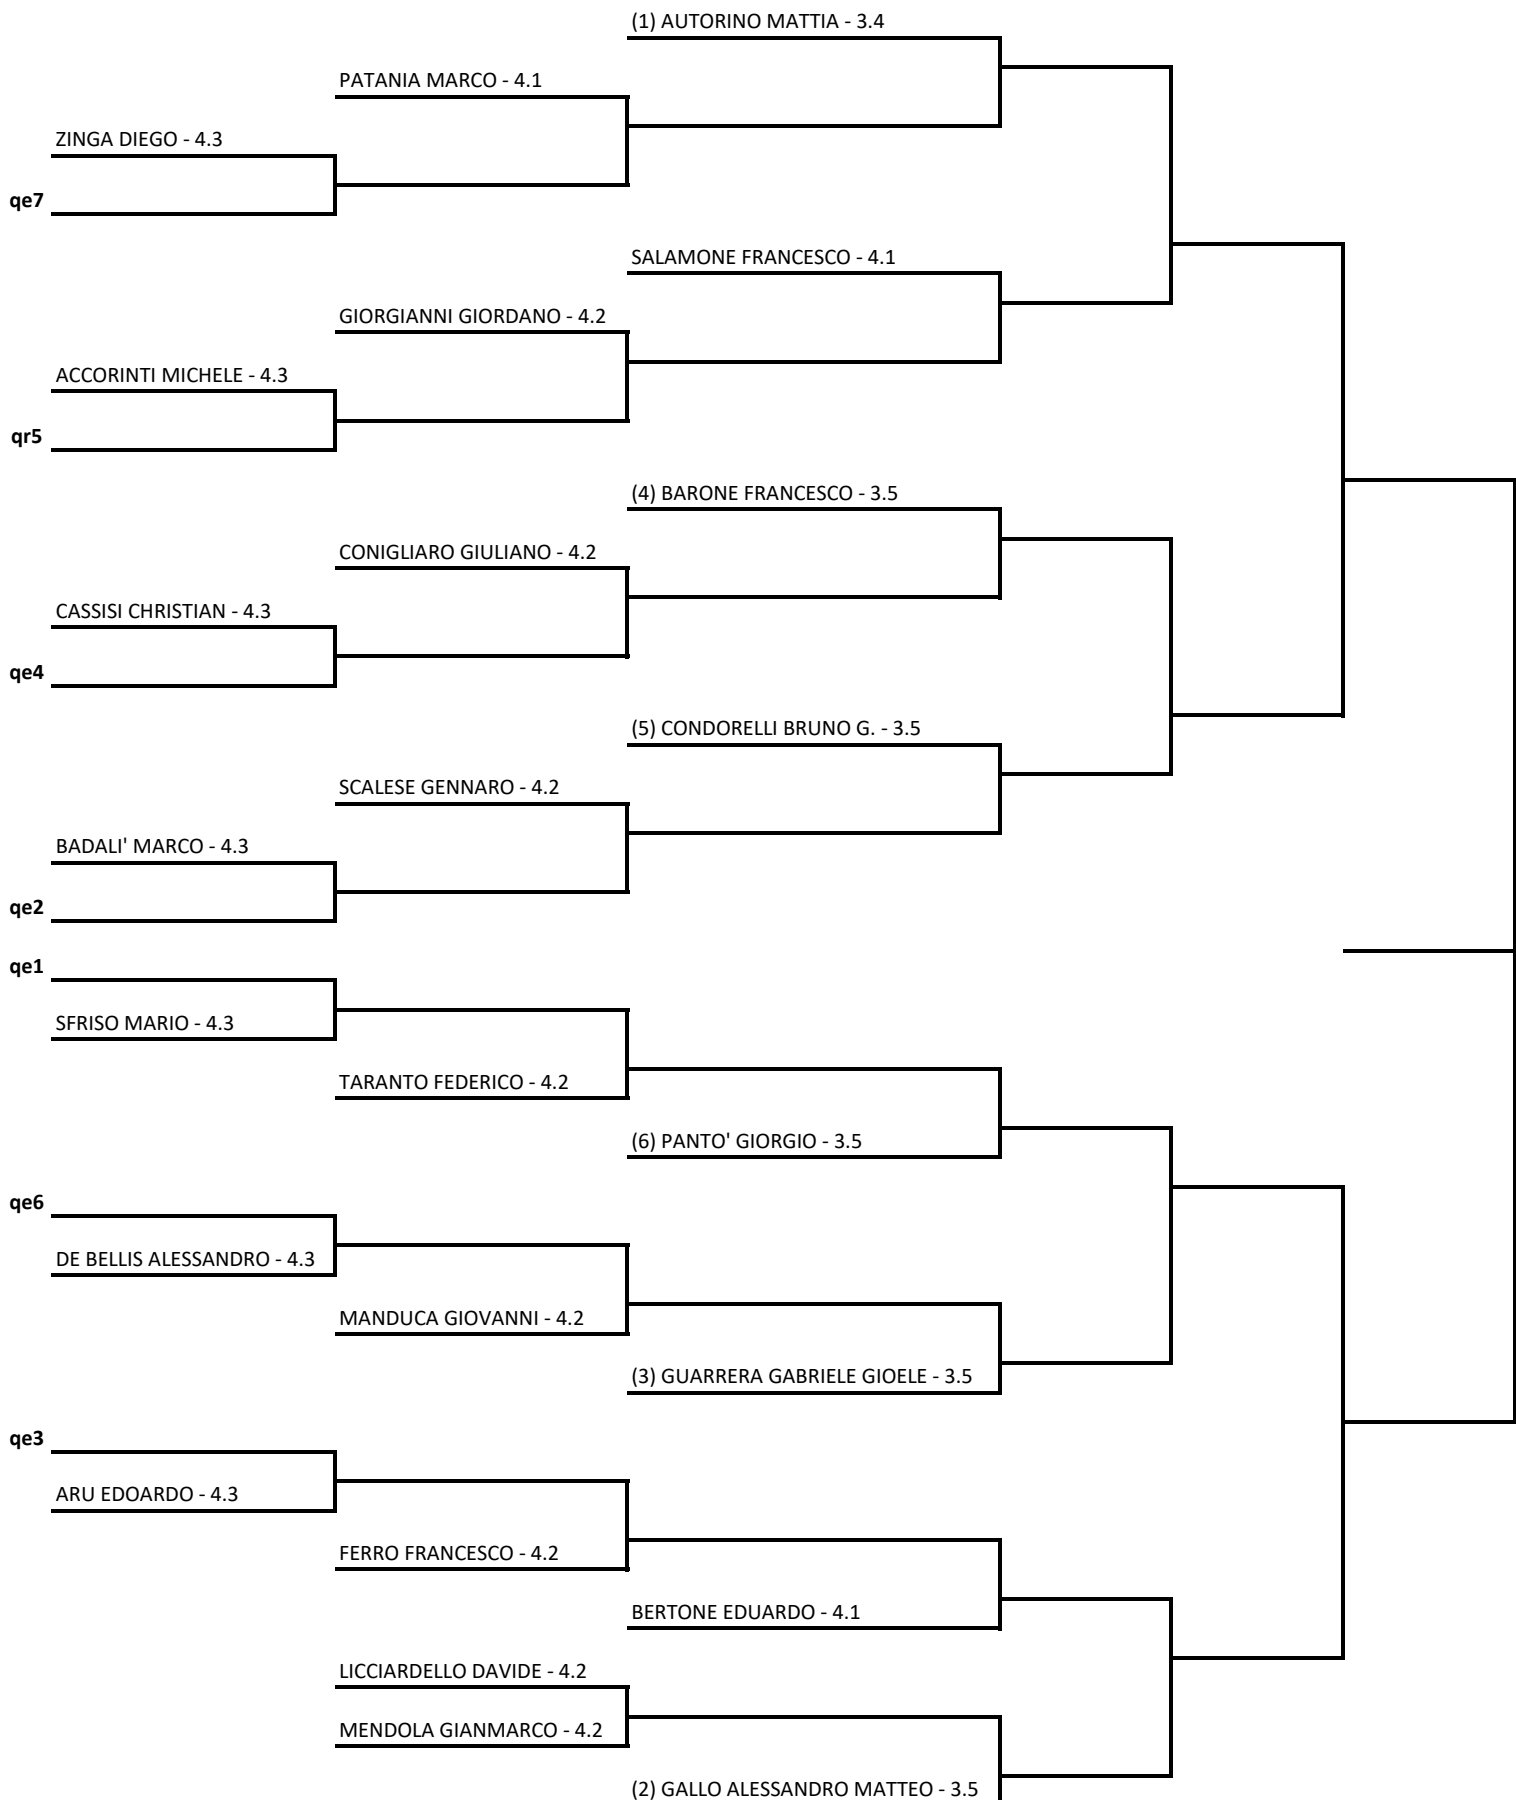 (1) AUTORINO MATTIA - 3.4
PATANIA MARCO - 4.1
ZINGA DIEGO - 4.3
qe7
SALAMONE FRANCESCO - 4.1
GIORGIANNI GIORDANO - 4.2
ACCORINTI MICHELE - 4.3
qr5
(4) BARONE FRANCESCO - 3.5
CONIGLIARO GIULIANO - 4.2
CASSISI CHRISTIAN - 4.3
qe4
(5) CONDORELLI BRUNO G. - 3.5
SCALESE GENNARO - 4.2
BADALI' MARCO - 4.3
qe2
qe1
SFRISO MARIO - 4.3
TARANTO FEDERICO - 4.2
(6) PANTO' GIORGIO - 3.5
qe6
DE BELLIS ALESSANDRO - 4.3
MANDUCA GIOVANNI - 4.2
(3) GUARRERA GABRIELE GIOELE - 3.5
qe3
ARU EDOARDO - 4.3
FERRO FRANCESCO - 4.2
BERTONE EDUARDO - 4.1
LICCIARDELLO DAVIDE - 4.2
MENDOLA GIANMARCO - 4.2
(2) GALLO ALESSANDRO MATTEO - 3.5